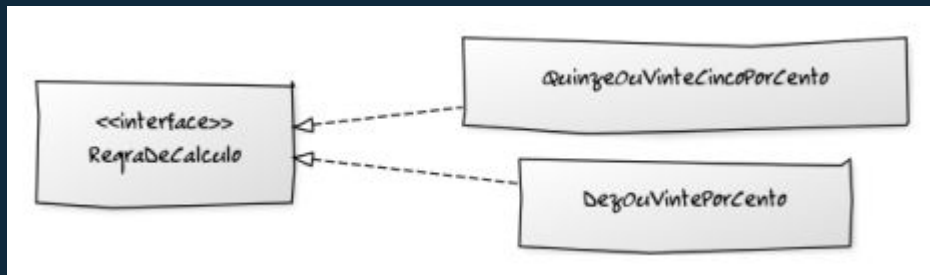 <<interface>>
RegraDeCalculo
QuinzeOuVinteCincoPorCento
DezOuVintePorCento